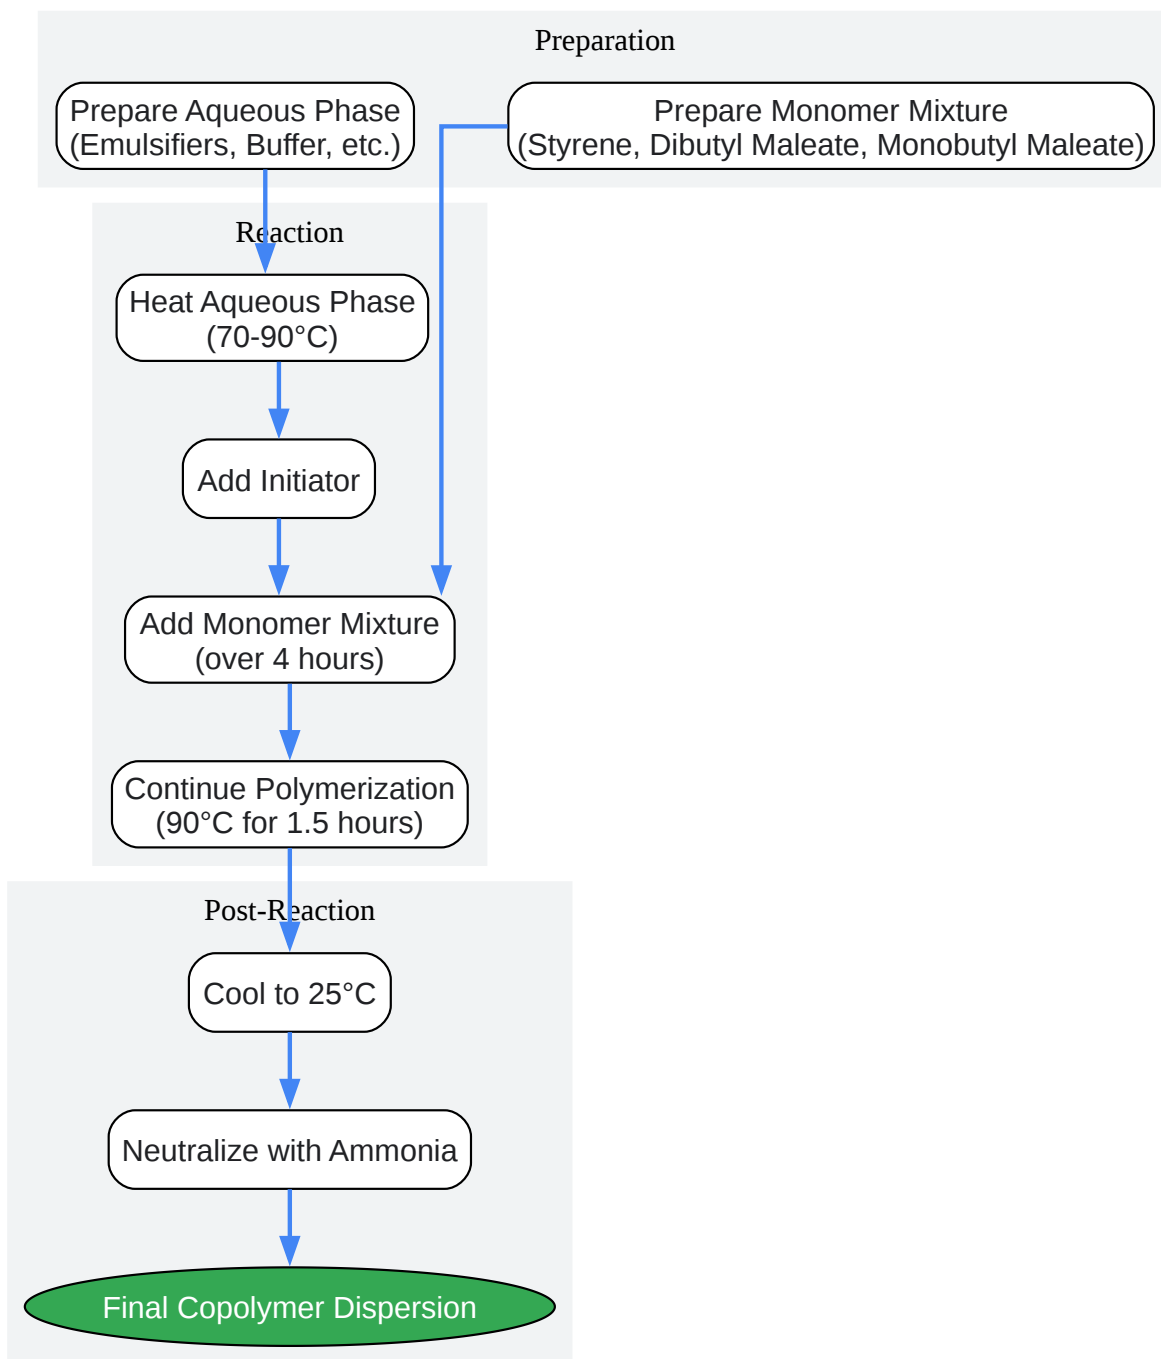 Preparation
Prepare Aqueous Phase
(Emulsifiers, Buffer, etc.)
Prepare Monomer Mixture
(Styrene, Dibutyl Maleate, Monobutyl Maleate)
Reaction
Heat Aqueous Phase
(70-90°C)
Add Initiator
Add Monomer Mixture
(over 4 hours)
Continue Polymerization
(90°C for 1.5 hours)
Post-Reaction
Cool to 25°C
Neutralize with Ammonia
Final Copolymer Dispersion